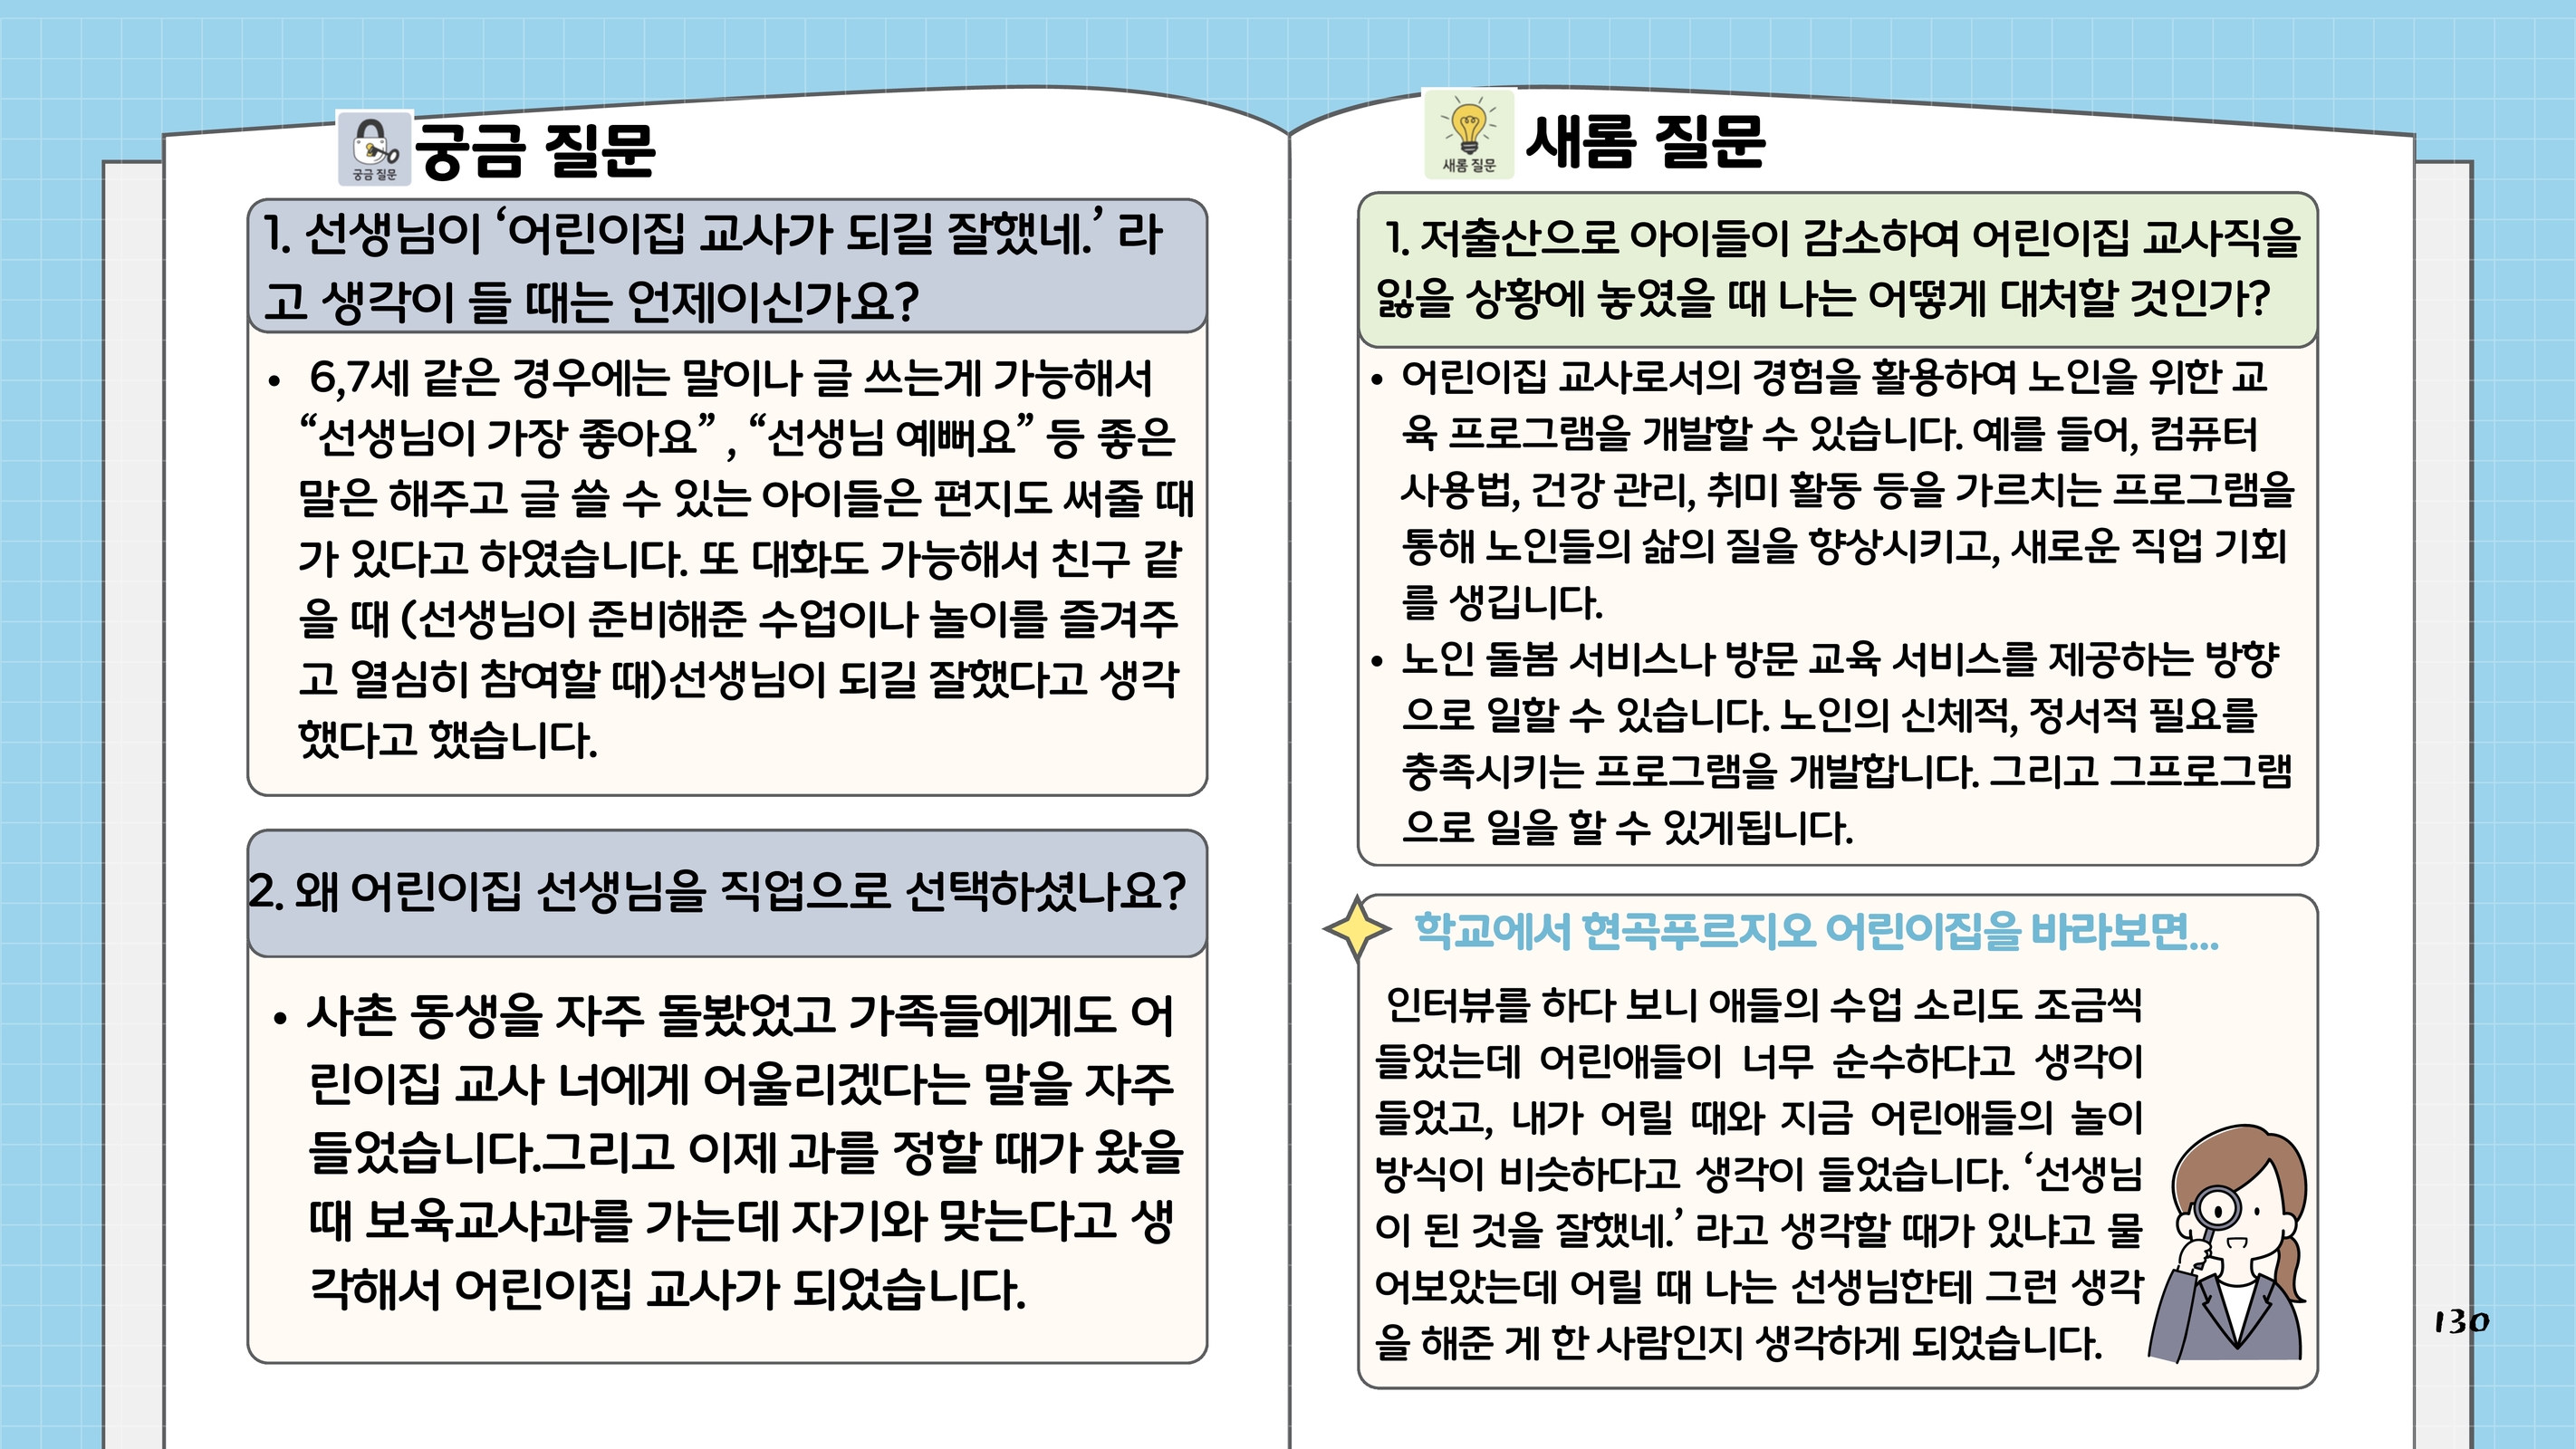 궁금 질문
궁금 질문
1. 선생님이 ‘어린이집 교사가 되길 잘했네.’ 라
고 생각이 들 때는 언제이신가요?
• 6,7세 같은 경우에는 말이나 글 쓰는게 가능해서
“선생님이 가장 좋아요” , “선생님 예뻐요” 등 좋은
말은 해주고 글 쓸 수 있는 아이들은 편지도 써줄 때
가 있다고 하였습니다. 또 대화도 가능해서 친구 같
을 때 (선생님이 준비해준 수업이나 놀이를 즐겨주
고 열심히 참여할 때)선생님이 되길 잘했다고 생각
했다고 했습니다.
2. 왜 어린이집 선생님을 직업으로 선택하셨나요?
• 사촌 동생을 자주 돌봤었고 가족들에게도 어
린이집 교사 너에게 어울리겠다는 말을 자주
들었습니다.그리고 이제 과를 정할 때가 왔을
때 보육교사과를 가는데 자기와 맞는다고 생
각해서 어린이집 교사가 되었습니다.
새롬 질문
새롬 질문
1. 저출산으로 아이들이 감소하여 어린이집 교사직을
잃을 상황에 놓였을 때 나는 어떻게 대처할 것인가?
• 어린이집 교사로서의 경험을 활용하여 노인을 위한 교
육 프로그램을 개발할 수 있습니다. 예를 들어, 컴퓨터
사용법, 건강 관리, 취미 활동 등을 가르치는 프로그램을
통해 노인들의 삶의 질을 향상시키고, 새로운 직업 기회
를 생깁니다.
• 노인 돌봄 서비스나 방문 교육 서비스를 제공하는 방향
으로 일할 수 있습니다. 노인의 신체적, 정서적 필요를
충족시키는 프로그램을 개발합니다. 그리고 그프로그램
으로 일을 할 수 있게됩니다.
학교에서 현곡푸르지오 어린이집을 바라보면...
인터뷰를 하다 보니 애들의 수업 소리도 조금씩
들었는데 어린애들이 너무 순수하다고 생각이
들었고, 내가 어릴 때와 지금 어린애들의 놀이
방식이 비슷하다고 생각이 들었습니다. ‘선생님
이 된 것을 잘했네.’ 라고 생각할 때가 있냐고 물
어보았는데 어릴 때 나는 선생님한테 그런 생각
을 해준 게 한 사람인지 생각하게 되었습니다.
130